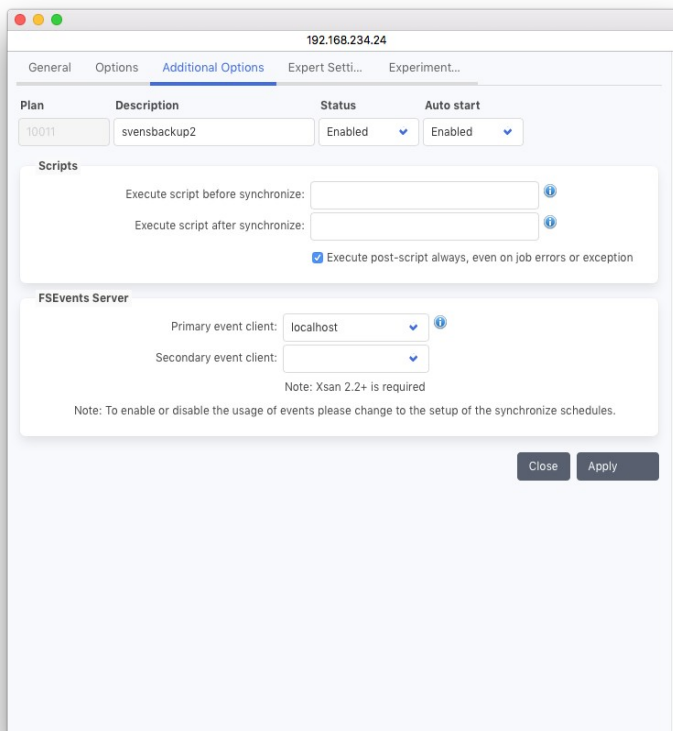 192.168.234.24
General Options Additional Options Expert Setti... Experiment...
Plan Description Status Auto start
10011 svensbackup2 Enabled Enabled
Scripts
Execute script before synchronize:
Execute script after synchronize:
Execute post-script always, even on job errors or exception
FSEvents Server
Primary event client: localhost
Secondary event client:
Note: Xsan 2.2+ is required
Note: To enable or disable the usage of events please change to the setup of the synchronize schedules.
Close Apply